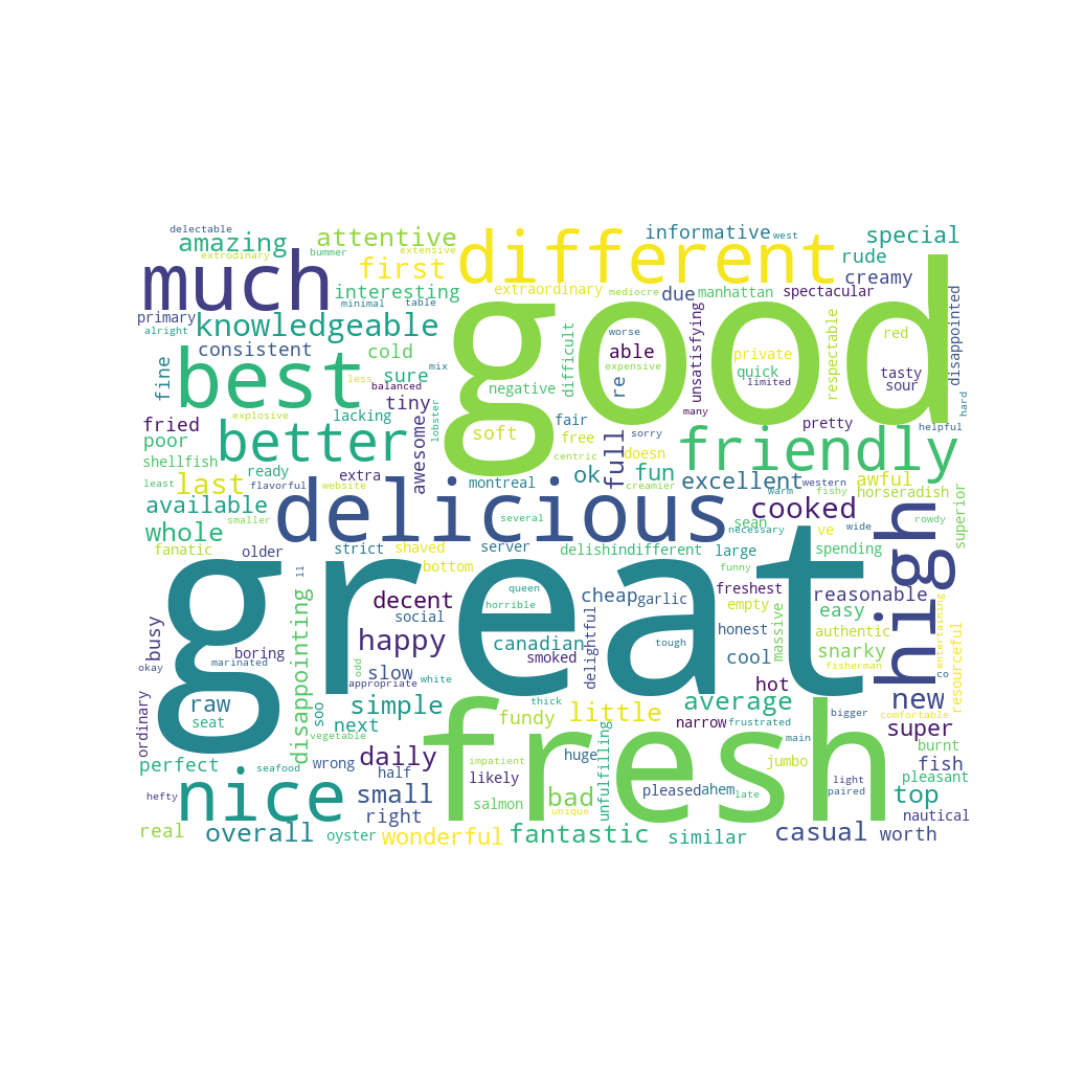 delectable
extrodinary
amazing
bummer
attentive
extensive
different
informative
west
special
rude
much
first
interesting
extraordinary
mediocre
due
manhattan
spectacular
creamy
primary
alright
minimal
table
knowledgeable
good
consistent
cold
fine
best
less
sure
mix
balanced
negative
difficult
worse
able
expensive
re
unsatisfying
private
quick
limited
respectable
red
tasty
sour
disappointed
hard
fried
explosive
lacking
tiny
lobster
many
poor
better
awesome
soft
fair
free
sorry
centric
doesn
full
pretty
helpful
friendly
shellfish
ready
least
flavorful
last
extra
website
montreal
ok
fun
creamier
excellent
warm
western
fishy
awful
horseradish
superior
available
smaller
delicious
several
cooked
sean
necessary
ve
wide
rowdy
whole
fanatic
older
strict
shaved
server
bottom
delishindifferent
large
spending
high
ll
great
queen
horrible
funny
cheap
garlic
freshest
empty
massive
reasonable
easy
entertaining
resourceful
decent
social
busy
boring
okay
marinated
disappointing
happy
odd
slow
appropriate
white
canadian
smoked
delightful
tough
honest
cool
authentic
snarky
fisherman
co
hot
raw
seat
soo
simple
next
thick
fundy
little
narrow
average
frustrated
main
bigger
comfortable
new
super
ordinary
vegetable
fresh
perfect
seafood
wrong
daily
half
likely
impatient
huge
unfulfilling
jumbo
burnt
fish
pleasant
light
paired
hefty
nice
small
right
salmon
bad
unique
pleased
ahem
late
top
nautical
real
overall
oyster
wonderful
fantastic
similar
casual
worth